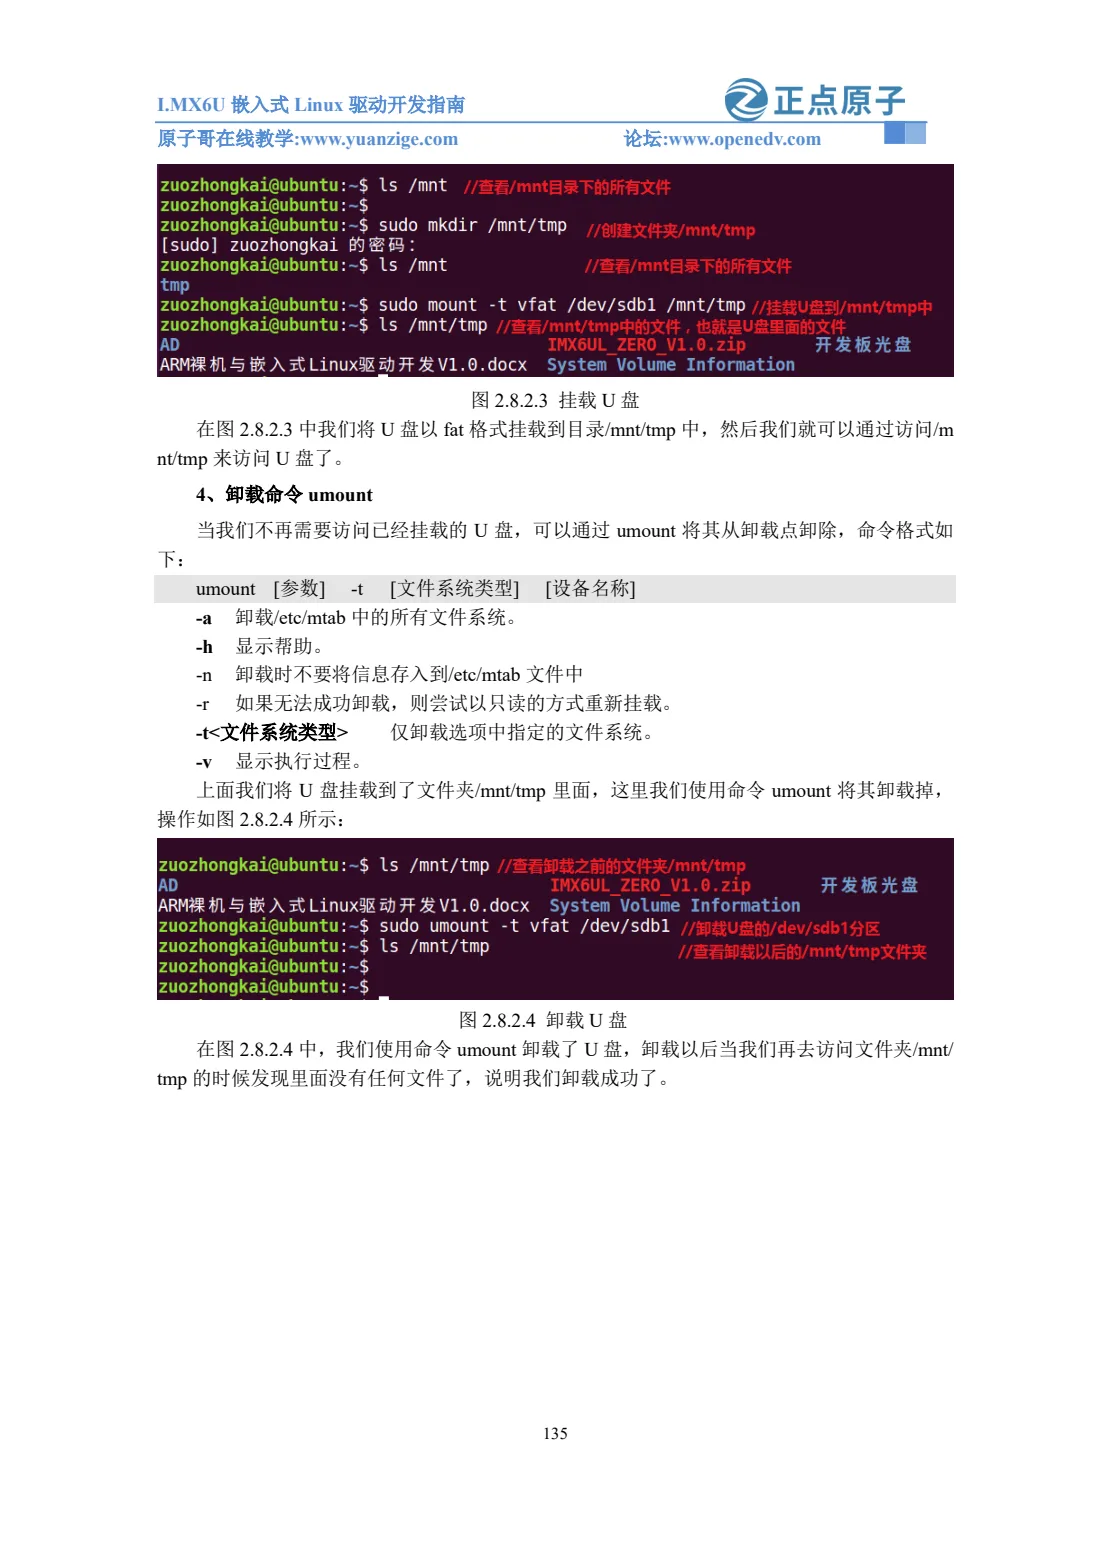 I.MX6U 嵌入式 Linux 驱动开发指南
正点原子
原子哥在线教学:www.yuanzige.com 论坛:www.openedv.com
zuozhongkai@ubuntu:~$ ls /mnt //查看/mnt目录下的所有文件
zuozhongkai@ubuntu:~$
zuozhongkai@ubuntu:~$ sudo mkdir /mnt/tmp //创建文件夹/mnt/tmp
[sudo] zuozhongkai 的密码:
zuozhongkai@ubuntu:~$ ls /mnt //查看/mnt目录下的所有文件
tmp
zuozhongkai@ubuntu:~$ sudo mount -t vfat /dev/sdb1 /mnt/tmp //挂载U盘到/mnt/tmp中
zuozhongkai@ubuntu:~$ ls /mnt/tmp //查看/mnt/tmp中的文件，也就是U盘里面的文件
AD IMX6UL_ZERO_V1.0.zip 开发板光盘
ARM裸机与嵌入式Linux驱动开发V1.0.docx System Volume Information
图 2.8.2.3 挂载 U 盘
在图 2.8.2.3 中我们将 U 盘以 fat 格式挂载到目录/mnt/tmp 中，然后我们就可以通过访问/m
nt/tmp 来访问 U 盘了。
4、卸载命令 umount
当我们不再需要访问已经挂载的 U 盘，可以通过 umount 将其从卸载点卸除，命令格式如
下：
umount [参数] -t [文件系统类型] [设备名称]
-a 卸载/etc/mtab 中的所有文件系统。
-h 显示帮助。
-n 卸载时不要将信息存入到/etc/mtab 文件中
-r 如果无法成功卸载，则尝试以只读的方式重新挂载。
-t<文件系统类型> 仅卸载选项中指定的文件系统。
-v 显示执行过程。
上面我们将 U 盘挂载到了文件夹/mnt/tmp 里面，这里我们使用命令 umount 将其卸载掉，
操作如图 2.8.2.4 所示：
zuozhongkai@ubuntu:~$ ls /mnt/tmp //查看卸载之前的文件夹/mnt/tmp
AD IMX6UL_ZERO_V1.0.zip 开发板光盘
ARM裸机与嵌入式Linux驱动开发V1.0.docx System Volume Information
zuozhongkai@ubuntu:~$ sudo umount -t vfat /dev/sdb1 //卸载U盘的/dev/sdb1分区
zuozhongkai@ubuntu:~$ ls /mnt/tmp //查看卸载以后的/mnt/tmp文件夹
zuozhongkai@ubuntu:~$
zuozhongkai@ubuntu:~$
图 2.8.2.4 卸载 U 盘
在图 2.8.2.4 中，我们使用命令 umount 卸载了 U 盘，卸载以后当我们再去访问文件夹/mnt/
tmp 的时候发现里面没有任何文件了，说明我们卸载成功了。
135